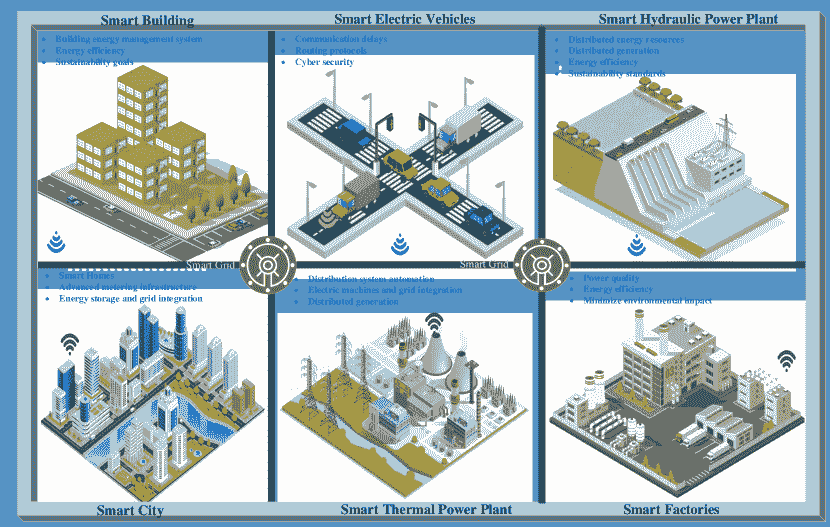 Smart Building
Smart Electric Vehicles
Smart Hydraulic Power Plant
Building energy management system
Energy efficiency
Sustainability goals
Communication delays
Routing protocols
Cyber security
Distributed energy resources
Distributed generation
Energy efficiency
Sustainability standards
Smart Grid
Smart Grid
Smart Homes
Advanced metering infrastructure
Energy storage and grid integration
Distribution system automation
Electric machines and grid integration
Distributed generation
Power quality
Energy efficiency
Minimize environmental impact
Smart City
Smart Thermal Power Plant
Smart Factories